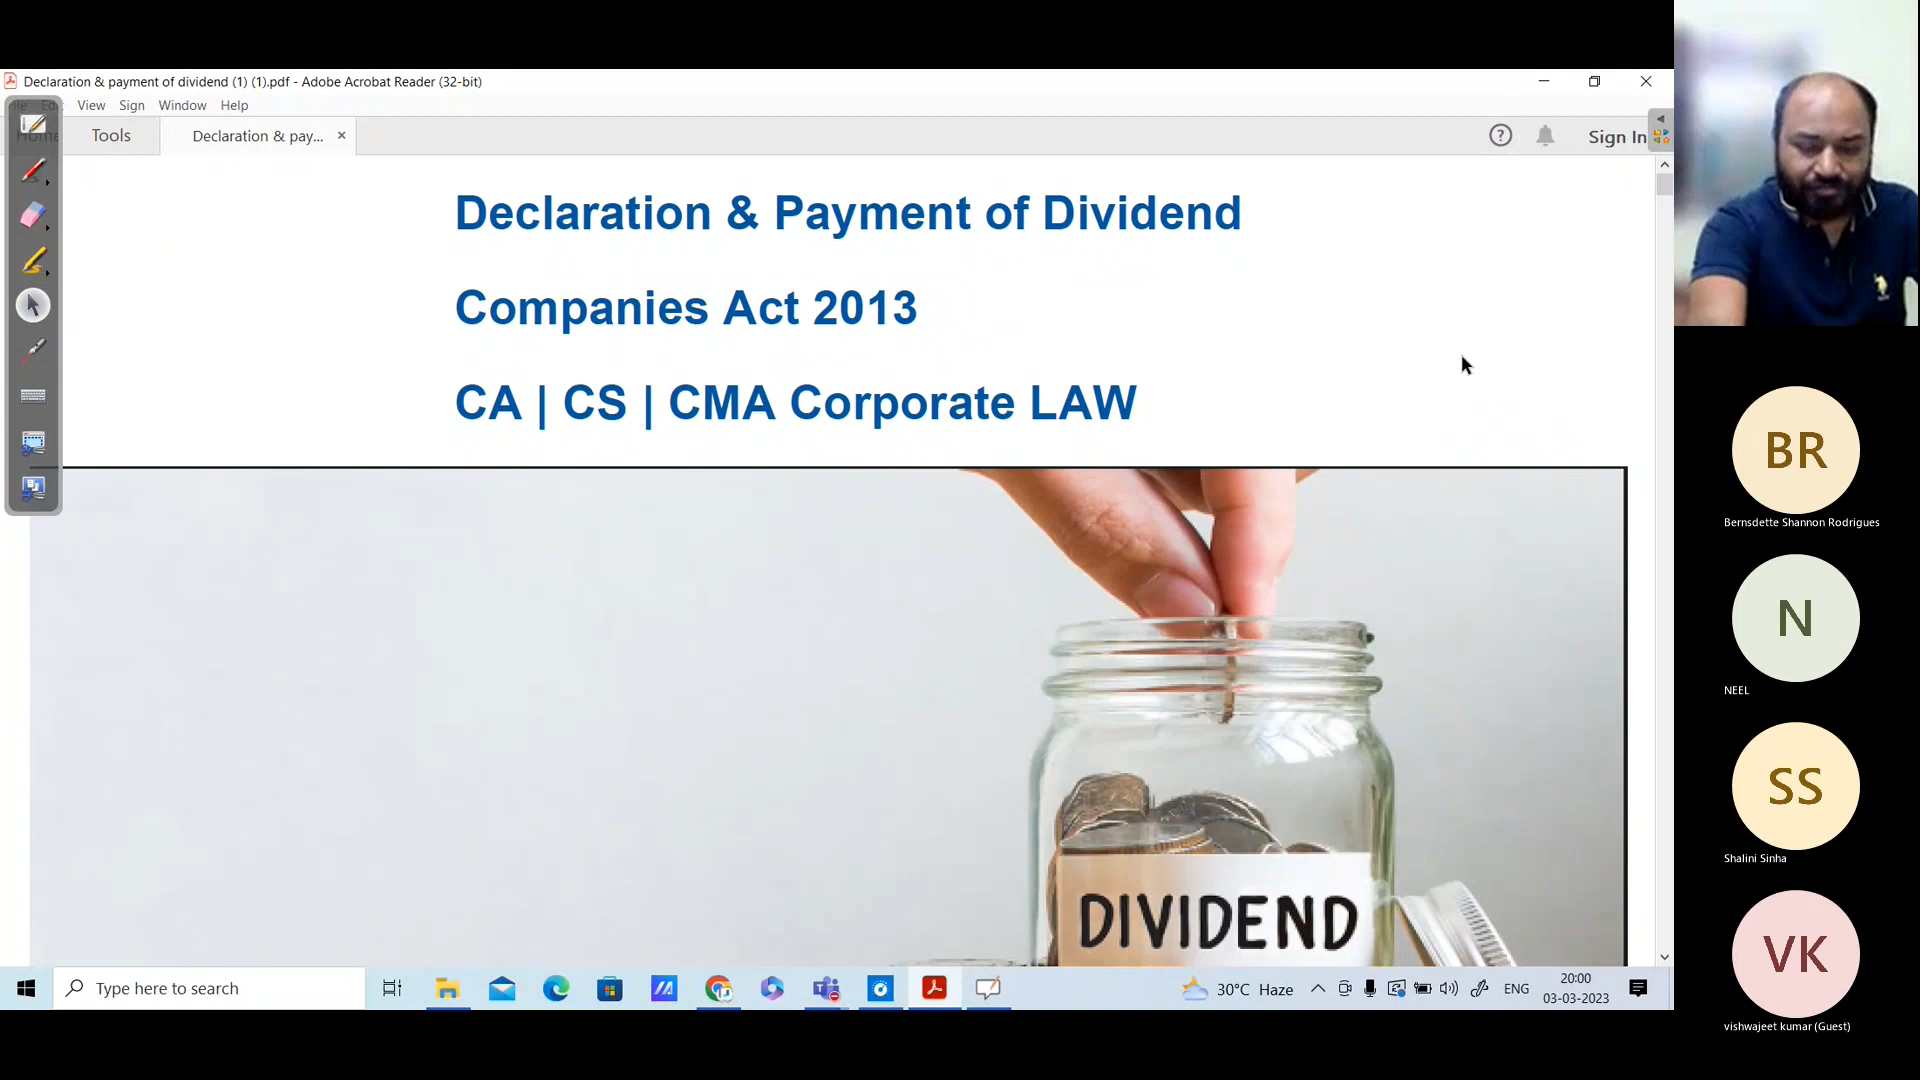 Declaration & payment of dividend (1) (1).pdf - Adobe Acrobat Reader (32-bit)
View Sign Window Help
Tools Declaration & pay... ×
Sign In
Declaration & Payment of Dividend
Companies Act 2013
CA | CS | CMA Corporate LAW
DIVIDEND
Type here to search
30°C Haze
ENG
20:00
03-03-2023
BR
Bernsdette Shannon Rodrigues
N
NEEL
SS
Shalini Sinha
VK
vishwajeet kumar (Guest)